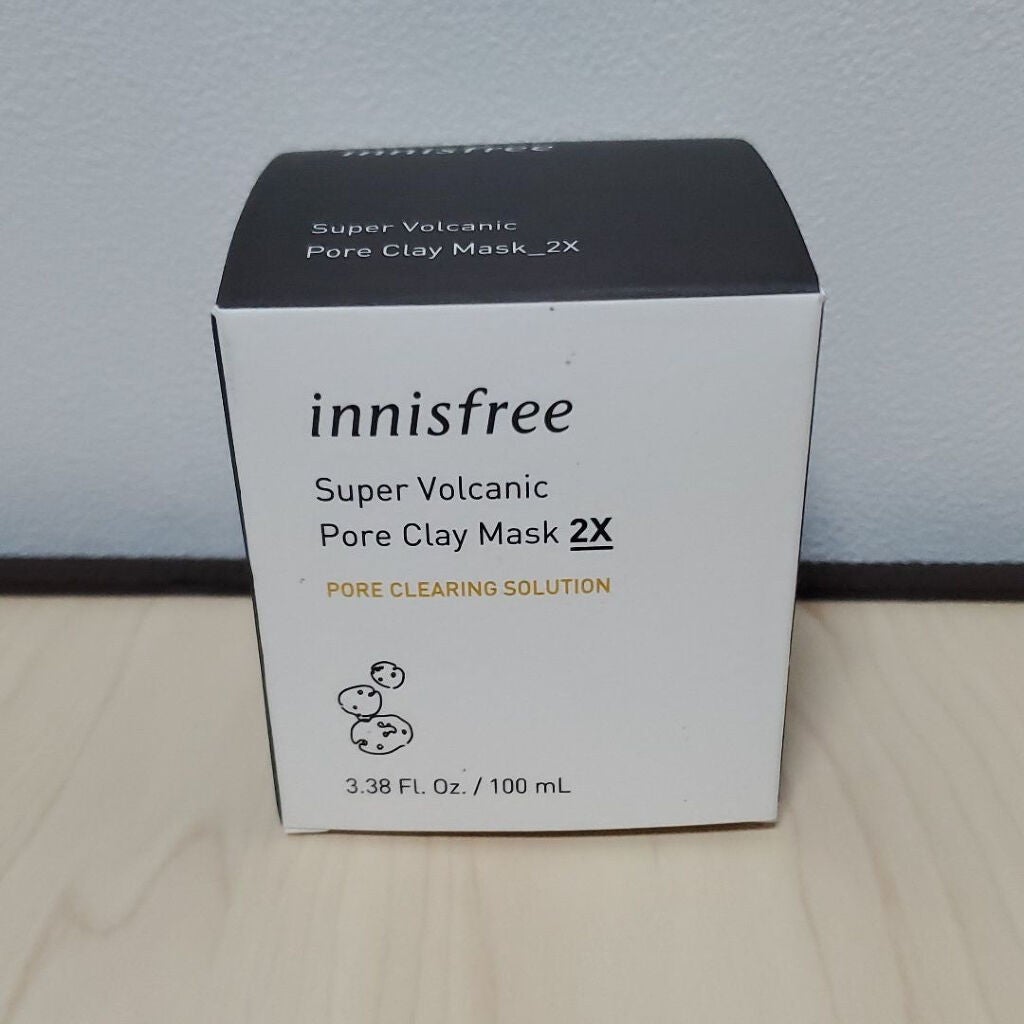 innisfree
Super Volcanic
Pore Clay Mask_2X
innisfree
Super Volcanic
Pore Clay Mask 2X
PORE CLEARING SOLUTION
3.38 Fl. Oz. / 100 mL